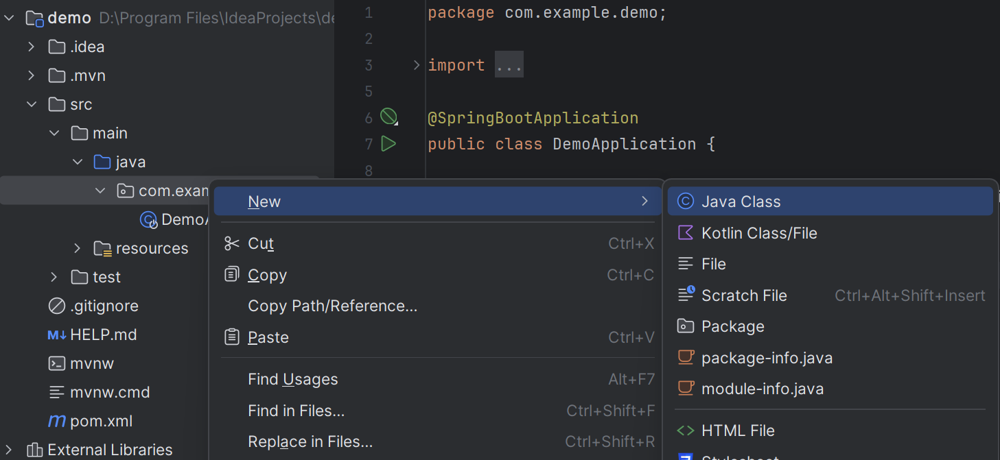 demo D:\Program Files\IdeaProjects\de
.idea
.mvn
src
main
java
com.exam
DemoA
resources
test
.gitignore
M↓ HELP.md
mvnw
mvnw.cmd
m pom.xml
External Libraries
1 package com.example.demo;
2
3 import ...
5
6 @SpringBootApplication
7 public class DemoApplication {
8
New
Cut Ctrl+X
Copy Ctrl+C
Copy Path/Reference...
Paste Ctrl+V
Find Usages Alt+F7
Find in Files... Ctrl+Shift+F
Replace in Files... Ctrl+Shift+R
Java Class
Kotlin Class/File
File
Scratch File Ctrl+Alt+Shift+Insert
Package
package-info.java
module-info.java
HTML File
Stylesheet